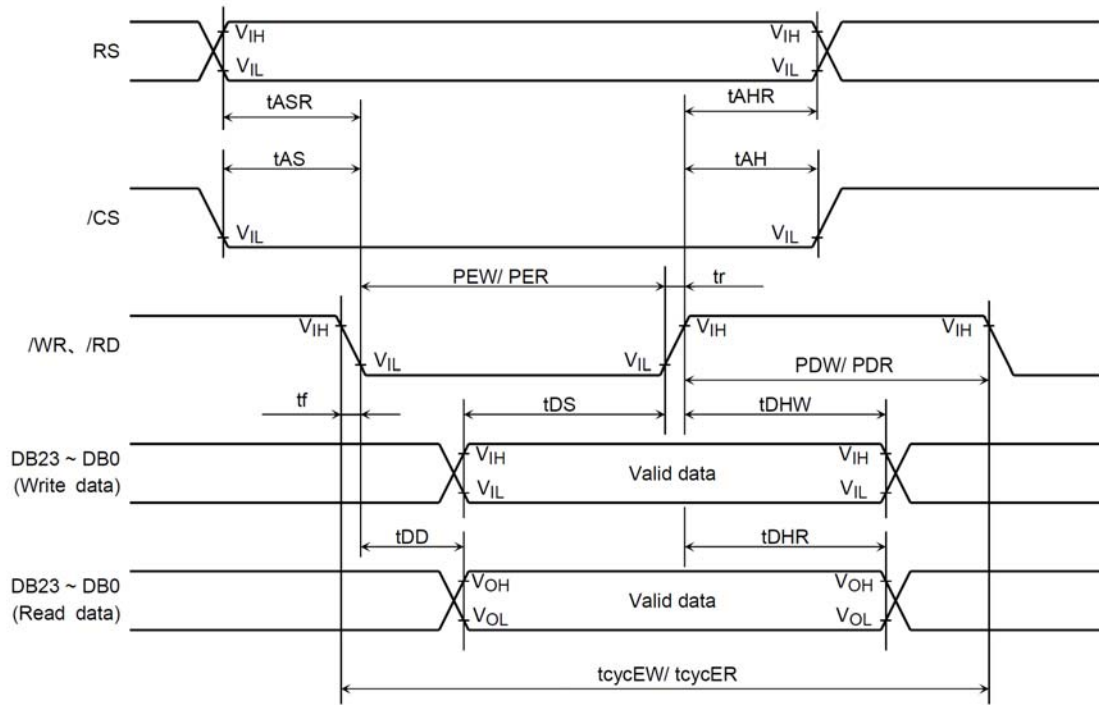 RS
VIH
VIL
VIH
VIL
tASR
tAHR
tAS
tAH
/CS
VIL
VIL
PEW/ PER
tr
/WR、/RD
VIH
VIL
VIL
VIH
VIH
PDW/ PDR
tf
tDS
tDHW
DB23 ~ DB0
(Write data)
VIH
VIL
Valid data
VIH
VIL
tDD
tDHR
DB23 ~ DB0
(Read data)
VOH
VOL
Valid data
VOH
VOL
tcycEW/ tcycER